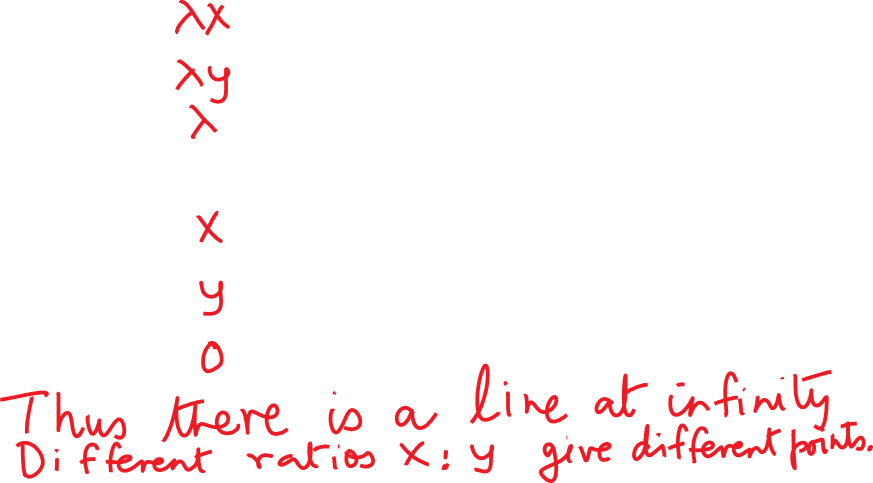 λx
λy
λ
x
y
0
Thus there is a line at infinity
Different ratios x : y give different points.